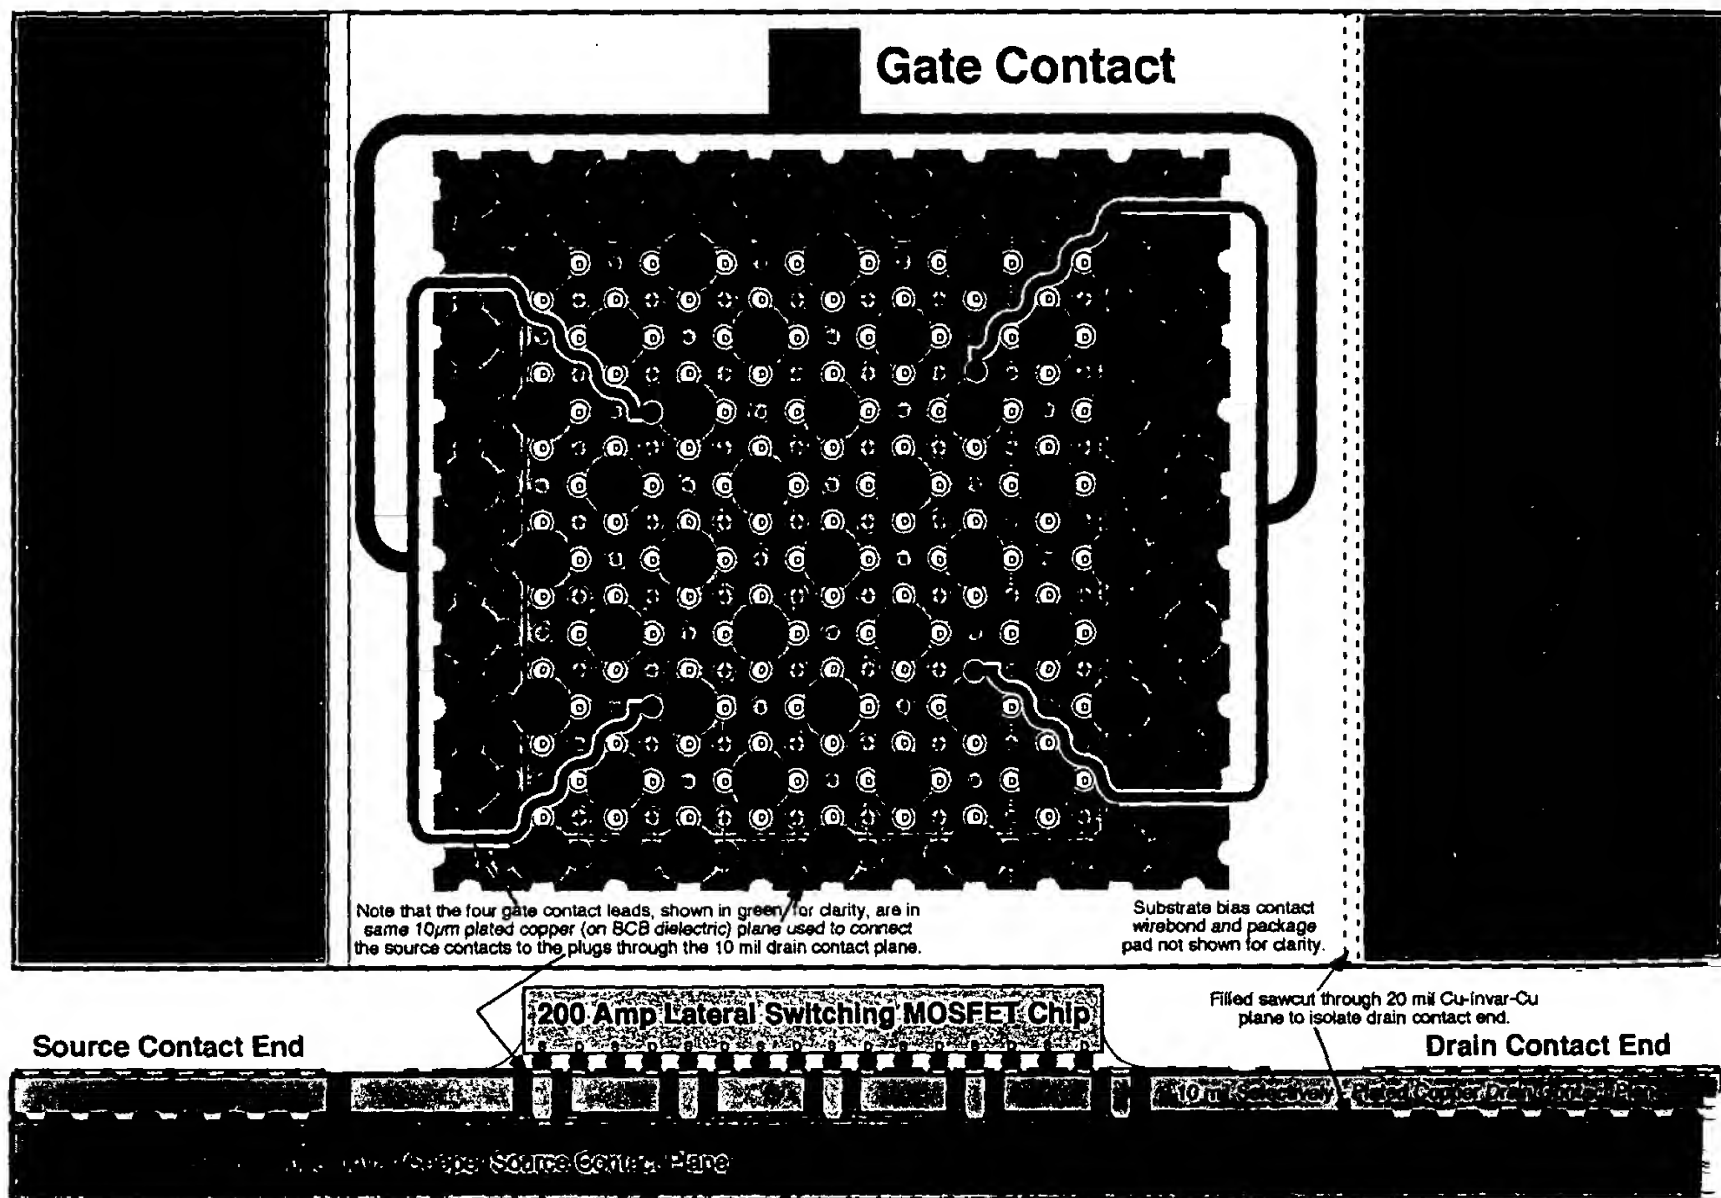 Gate Contact
Note that the four gate contact leads, shown in green for clarity, are in
same 10µm plated copper (on BCB dielectric) plane used to connect
the source contacts to the plugs through the 10 mil drain contact plane.
Substrate bias contact
wirebond and package
pad not shown for clarity.
Filled sawcut through 20 mil Cu-Invar-Cu
plane to isolate drain contact end.
200 Amp Lateral Switching MOSFET Chip
Source Contact End
Drain Contact End
10 mil Selectively Plated Copper Drain Contact Plane
Source Contact Plane